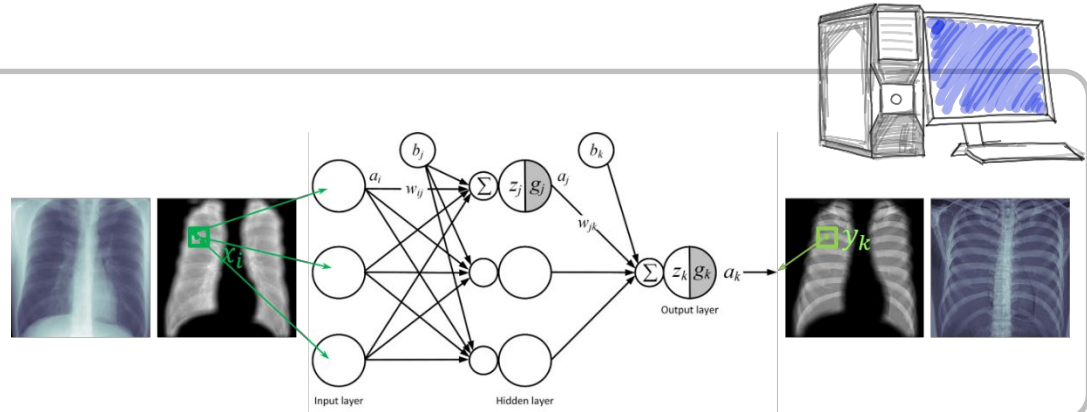 b_j
b_k
a_i
w_ij
Σ
z_j
g_j
a_j
w_jk
x_i
Σ
z_k
g_k
a_k
y_k
Output layer
Input layer
Hidden layer